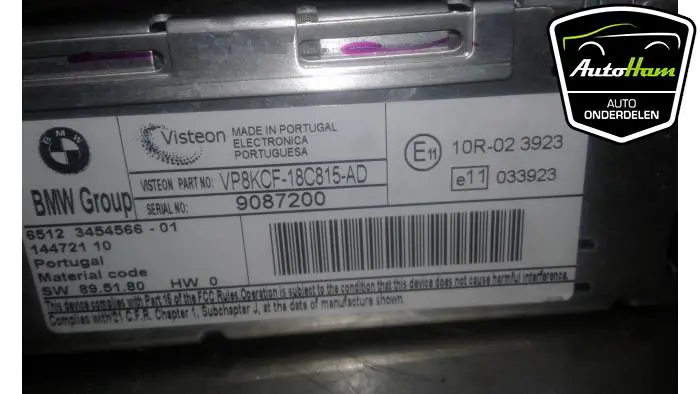 BMW
BMW Group
Visteon
MADE IN PORTUGAL
ELECTRONICA
PORTUGUESA
VISTEON PART NO: VP8KCF-18C815-AD
SERIAL NO: 9087200
E11 10R-02 3923
e11 033923
6512 3454566 - 01
144721 10
Portugal
Material code
SW 89.51.80 HW 0
This device complies with Part 15 of the FCC Rules. Operation is subject to the condition that this device does not cause harmful interference.
Complies with 21 C.F.R. Chapter 1, Subchapter J, at the date of manufacture shown.
AutoHam
AUTO
ONDERDELEN